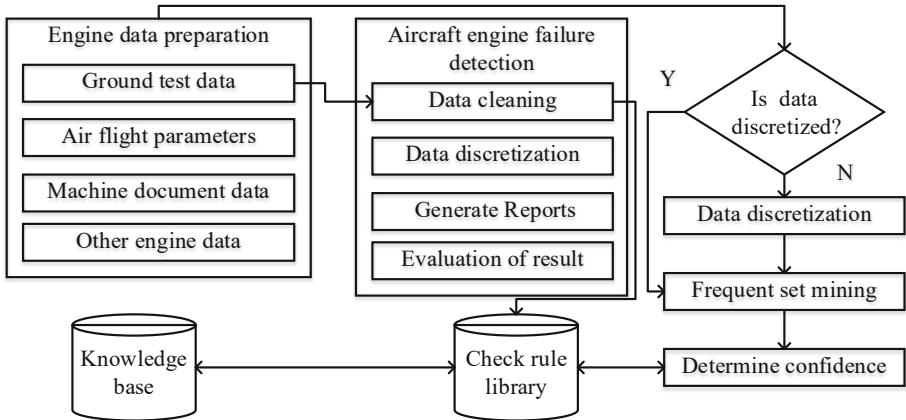 Engine data preparation
Ground test data
Air flight parameters
Machine document data
Other engine data
Aircraft engine failure
detection
Data cleaning
Data discretization
Generate Reports
Evaluation of result
Y
Is data
discretized?
N
Data discretization
Frequent set mining
Determine confidence
Knowledge
base
Check rule
library